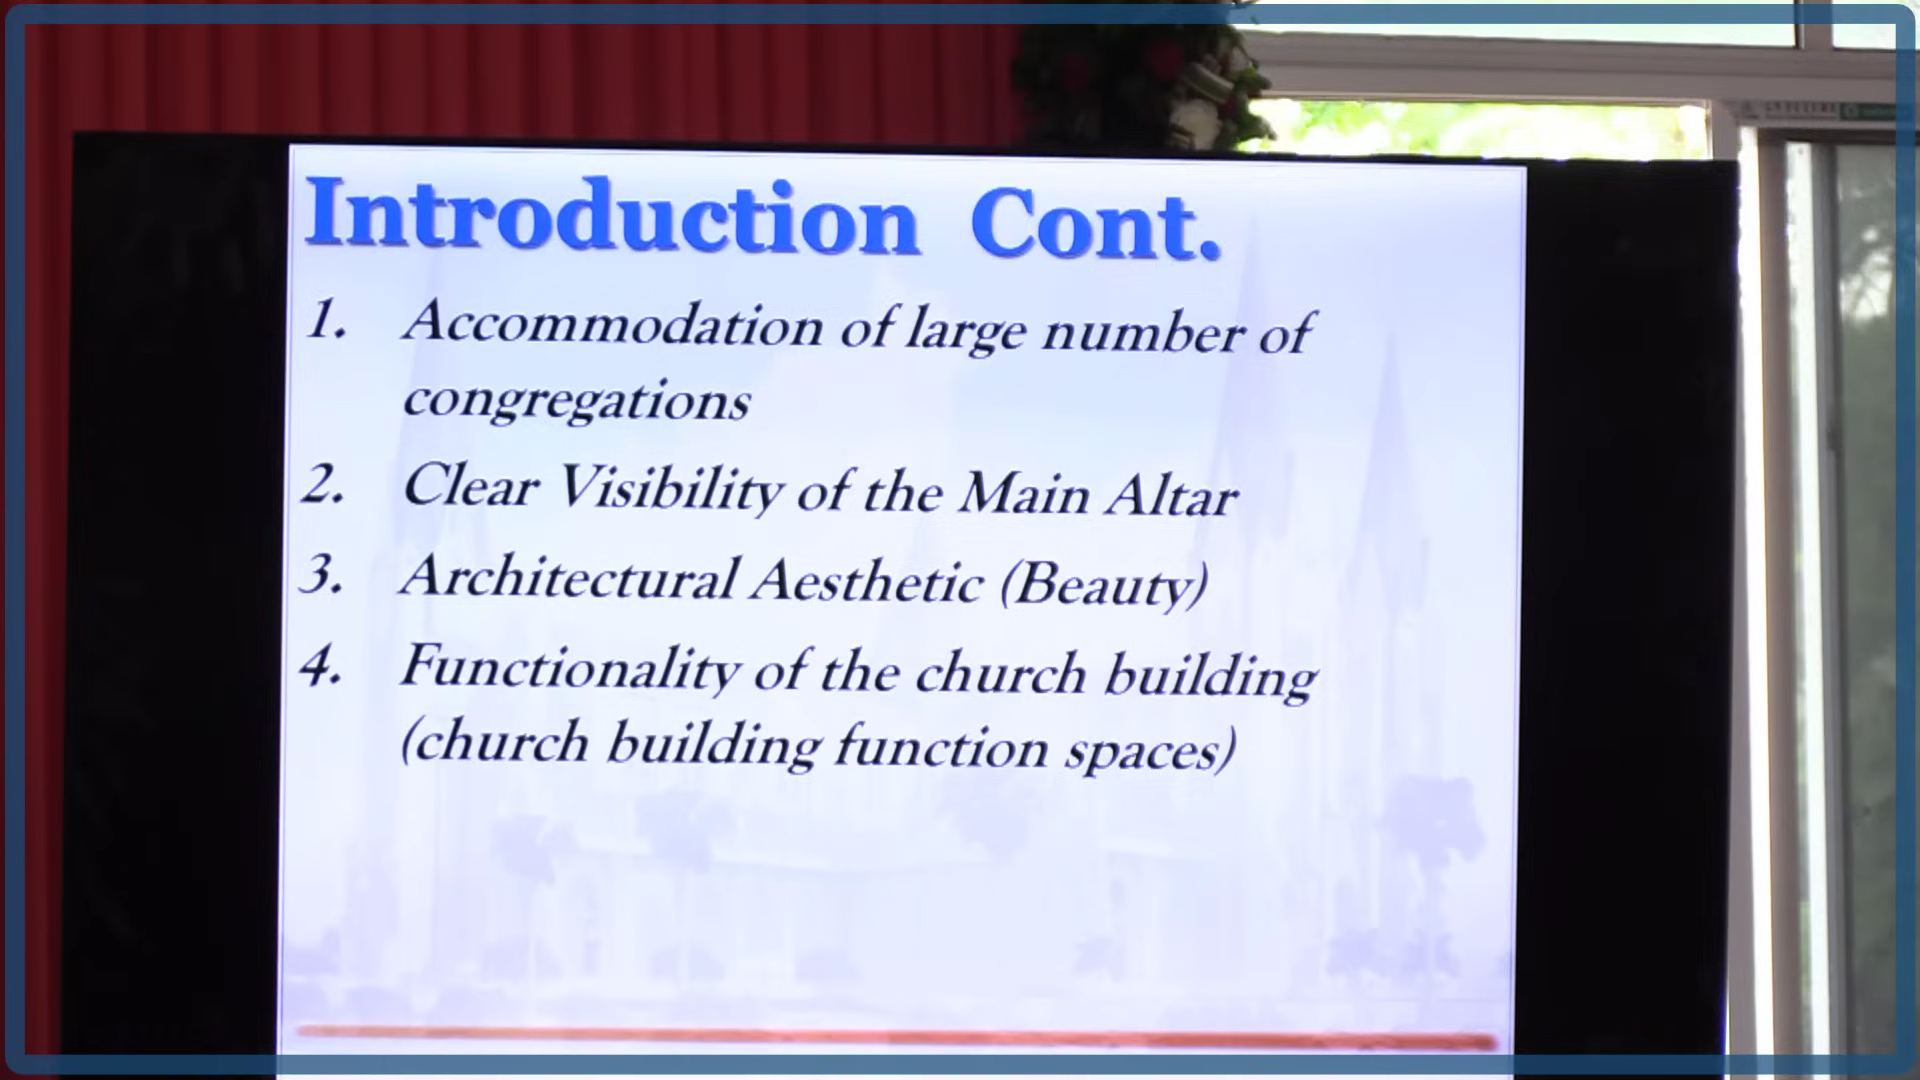 Introduction Cont.
1. Accommodation of large number of
congregations
2. Clear Visibility of the Main Altar
3. Architectural Aesthetic (Beauty)
4. Functionality of the church building
(church building function spaces)